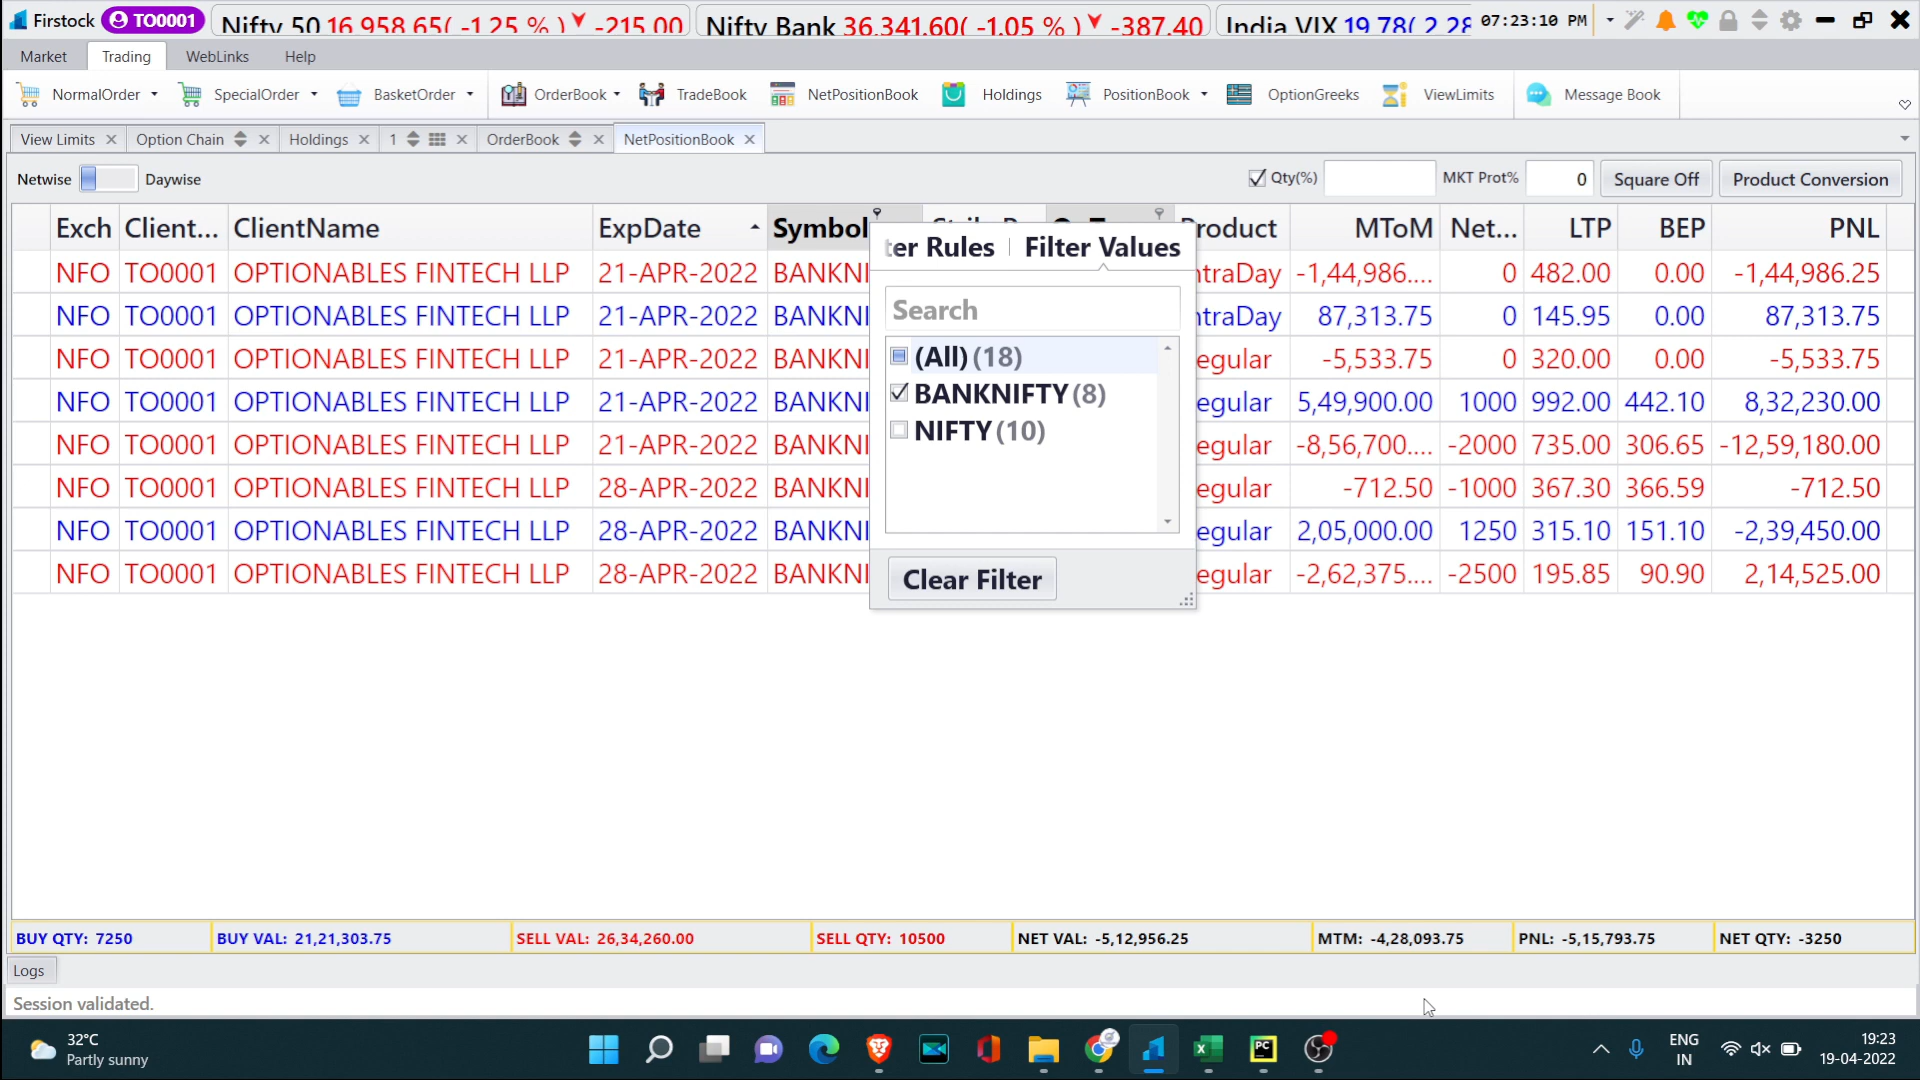 Firstock TO0001 Nifty 50 16,958.65( -1.25 % ) -215.00 Nifty Bank 36,341.60( -1.05 % ) -387.40 India VIX 19.78( 2.28 07:23:10 PM
Market Trading WebLinks Help
NormalOrder SpecialOrder BasketOrder OrderBook TradeBook NetPositionBook Holdings PositionBook OptionGreeks ViewLimits Message Book
View Limits Option Chain Holdings 1 OrderBook NetPositionBook
Netwise Daywise Qty(%) MKT Prot% 0 Square Off Product Conversion
Exch Client... ClientName ExpDate Symbol roduct MToM Net... LTP BEP PNL
ter Rules Filter Values
NFO TO0001 OPTIONABLES FINTECH LLP 21-APR-2022 BANKNI ntraDay -1,44,986.... 0 482.00 0.00 -1,44,986.25
Search
NFO TO0001 OPTIONABLES FINTECH LLP 21-APR-2022 BANKNI ntraDay 87,313.75 0 145.95 0.00 87,313.75
(All) (18)
NFO TO0001 OPTIONABLES FINTECH LLP 21-APR-2022 BANKNI egular -5,533.75 0 320.00 0.00 -5,533.75
BANKNIFTY (8)
NFO TO0001 OPTIONABLES FINTECH LLP 21-APR-2022 BANKNI egular 5,49,900.00 1000 992.00 442.10 8,32,230.00
NIFTY (10)
NFO TO0001 OPTIONABLES FINTECH LLP 21-APR-2022 BANKNI egular -8,56,700.... -2000 735.00 306.65 -12,59,180.00
NFO TO0001 OPTIONABLES FINTECH LLP 28-APR-2022 BANKNI egular -712.50 -1000 367.30 366.59 -712.50
NFO TO0001 OPTIONABLES FINTECH LLP 28-APR-2022 BANKNI egular 2,05,000.00 1250 315.10 151.10 -2,39,450.00
NFO TO0001 OPTIONABLES FINTECH LLP 28-APR-2022 BANKNI egular -2,62,375.... -2500 195.85 90.90 2,14,525.00
Clear Filter
BUY QTY: 7250 BUY VAL: 21,21,303.75 SELL VAL: 26,34,260.00 SELL QTY: 10500 NET VAL: -5,12,956.25 MTM: -4,28,093.75 PNL: -5,15,793.75 NET QTY: -3250
Logs
Session validated.
32°C
Partly sunny
PC
ENG
IN
19:23
19-04-2022